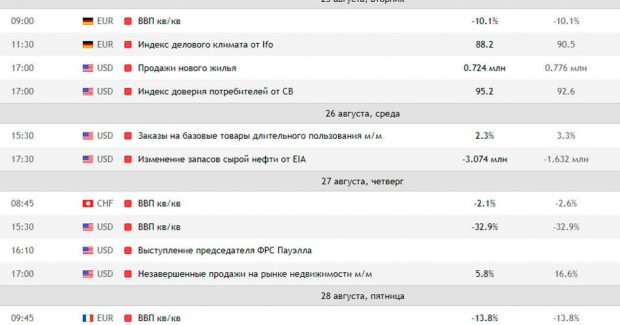 25 августа, вторник
09:00 EUR ВВП кв/кв -10.1% -10.1%
11:30 EUR Индекс делового климата от Ifo 88.2 90.5
17:00 USD Продажи нового жилья 0.724 млн 0.776 млн
17:00 USD Индекс доверия потребителей от CB 95.2 92.6
26 августа, среда
15:30 USD Заказы на базовые товары длительного пользования м/м 2.3% 3.3%
17:30 USD Изменение запасов сырой нефти от EIA -3.074 млн -1.632 млн
27 августа, четверг
08:45 CHF ВВП кв/кв -2.1% -2.6%
15:30 USD ВВП кв/кв -32.9% -32.9%
16:10 USD Выступление председателя ФРС Пауэлла
17:00 USD Незавершенные продажи на рынке недвижимости м/м 5.8% 16.6%
28 августа, пятница
09:45 EUR ВВП кв/кв -13.8% -13.8%